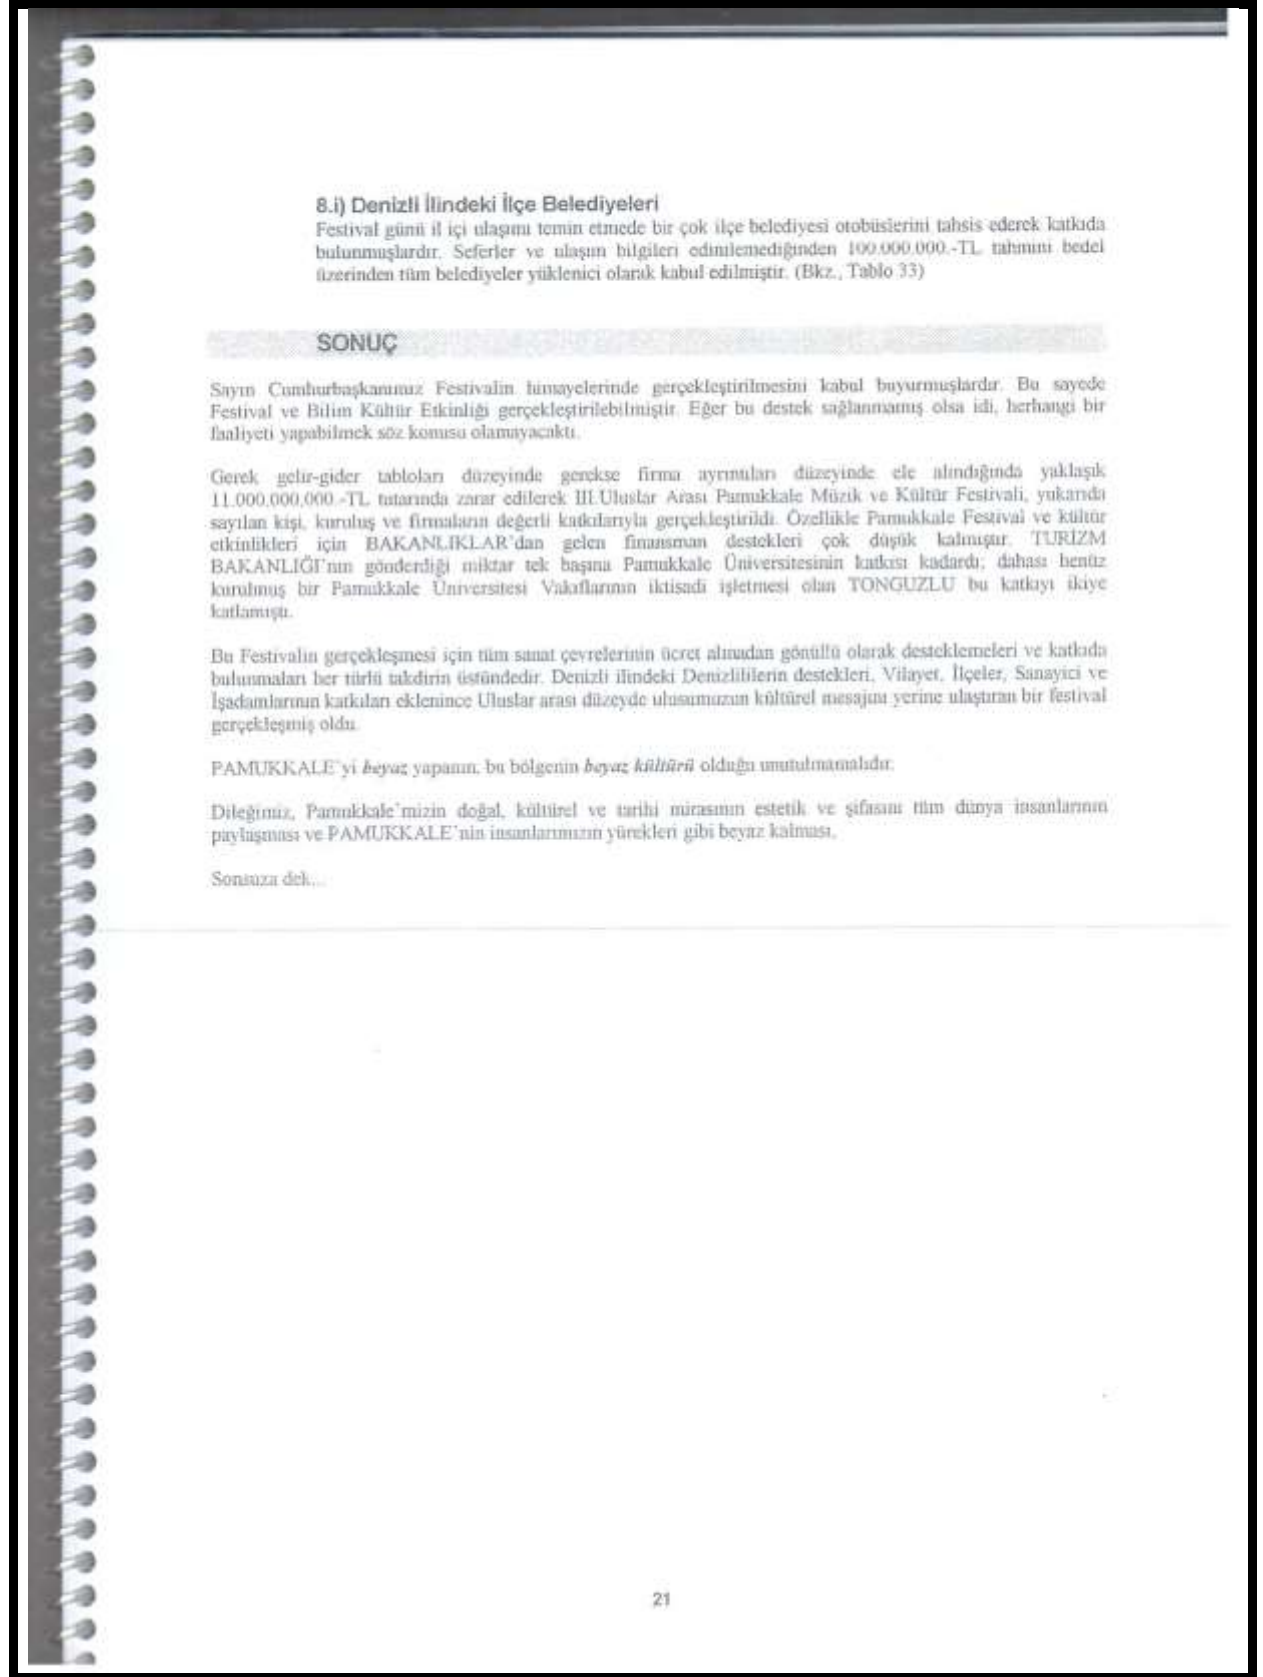 8.i) Denizli İlindeki İlçe Belediyeleri
Festival günü il içi ulaşımı temin etmede bir çok ilçe belediyesi otobüslerini tahsis ederek katkıda
bulunmuşlardır. Seferler ve ulaşım bilgileri edinilemediğinden 100.000.000.-TL tahmini bedel
üzerinden tüm belediyeler yüklenici olarak kabul edilmiştir. (Bkz., Tablo 33)
SONUÇ
Sayın Cumhurbaşkanımız Festivalin himayelerinde gerçekleştirilmesini kabul buyurmuşlardır. Bu sayede
Festival ve Bilim Kültür Etkinliği gerçekleştirilebilmiştir. Eğer bu destek sağlanmamış olsa idi, herhangi bir
faaliyeti yapabilmek söz konusu olamayacaktı.
Gerek gelir-gider tabloları düzeyinde gerekse firma ayrıntıları düzeyinde ele alındığında yaklaşık
11.000.000.000.-TL tutarında zarar edilerek III.Uluslar Arası Pamukkale Müzik ve Kültür Festivali, yukarıda
sayılan kişi, kuruluş ve firmaların değerli katkılarıyla gerçekleştirildi. Özellikle Pamukkale Festival ve kültür
etkinlikleri için BAKANLIKLAR'dan gelen finansman destekleri çok düşük kalmıştır. TURİZM
BAKANLIĞI'nın gönderdiği miktar tek başına Pamukkale Üniversitesinin katkısı kadardı; dahası henüz
kurulmuş bir Pamukkale Üniversitesi Vakıflarının iktisadi işletmesi olan TONGUZLU bu katkıyı ikiye
katlamıştı.
Bu Festivalin gerçekleşmesi için tüm sanat çevrelerinin ücret almadan gönüllü olarak desteklemeleri ve katkıda
bulunmaları her türlü takdirin üstündedir. Denizli ilindeki Denizlililerin destekleri, Vilayet, İlçeler, Sanayici ve
İşadamlarının katkıları eklenince Uluslar arası düzeyde ulusumuzun kültürel mesajını yerine ulaştıran bir festival
gerçekleşmiş oldu.
PAMUKKALE'yi beyaz yapanın, bu bölgenin beyaz kültürü olduğu unutulmamalıdır.
Dileğimiz, Pamukkale'mizin doğal, kültürel ve tarihi mirasının estetik ve şifasını tüm dünya insanlarının
paylaşması ve PAMUKKALE'nin insanlarımızın yürekleri gibi beyaz kalması,
Sonsuza dek...
21